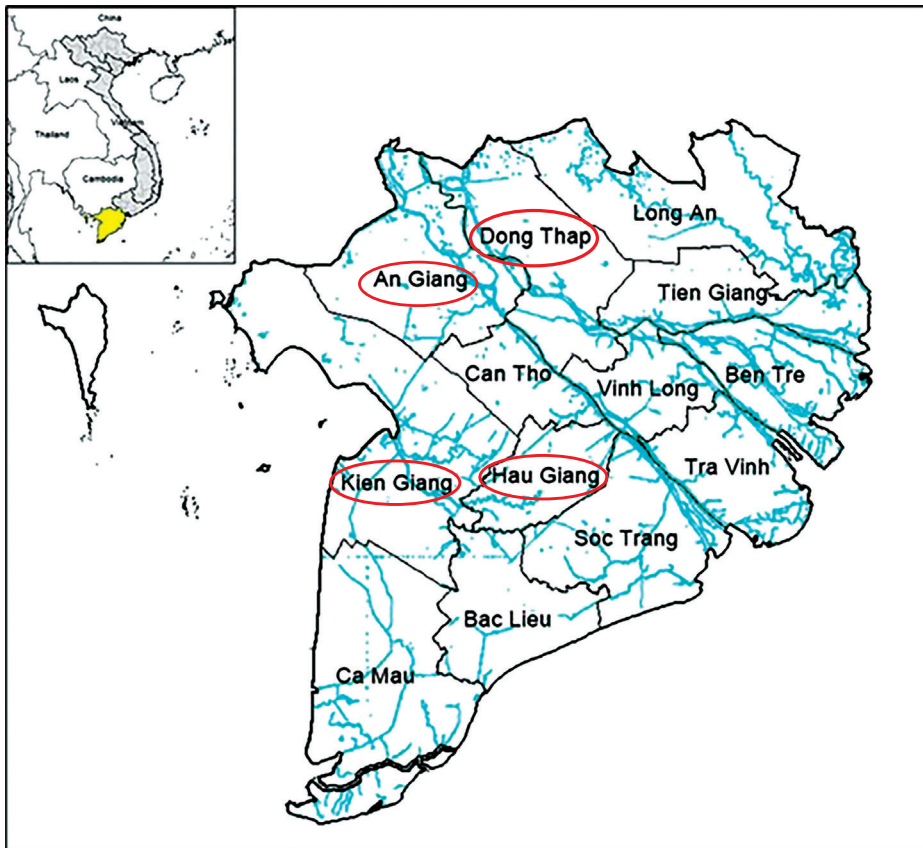 China
Laos
Vietnam
Thailand
Cambodia
Long An
Dong Thap
An Giang
Tien Giang
Can Tho
Vinh Long
Ben Tre
Kien Giang
Hau Giang
Tra Vinh
Soc Trang
Bac Lieu
Ca Mau